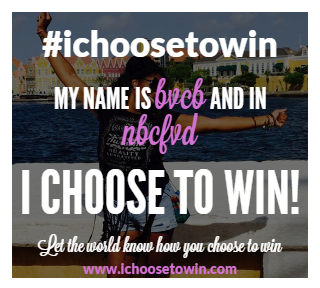 #ichoosetowin
MY NAME IS bvcb AND IN
nbcfvd
I CHOOSE TO WIN!
Let the world know how you choose to win
www.Ichoosetowin.com